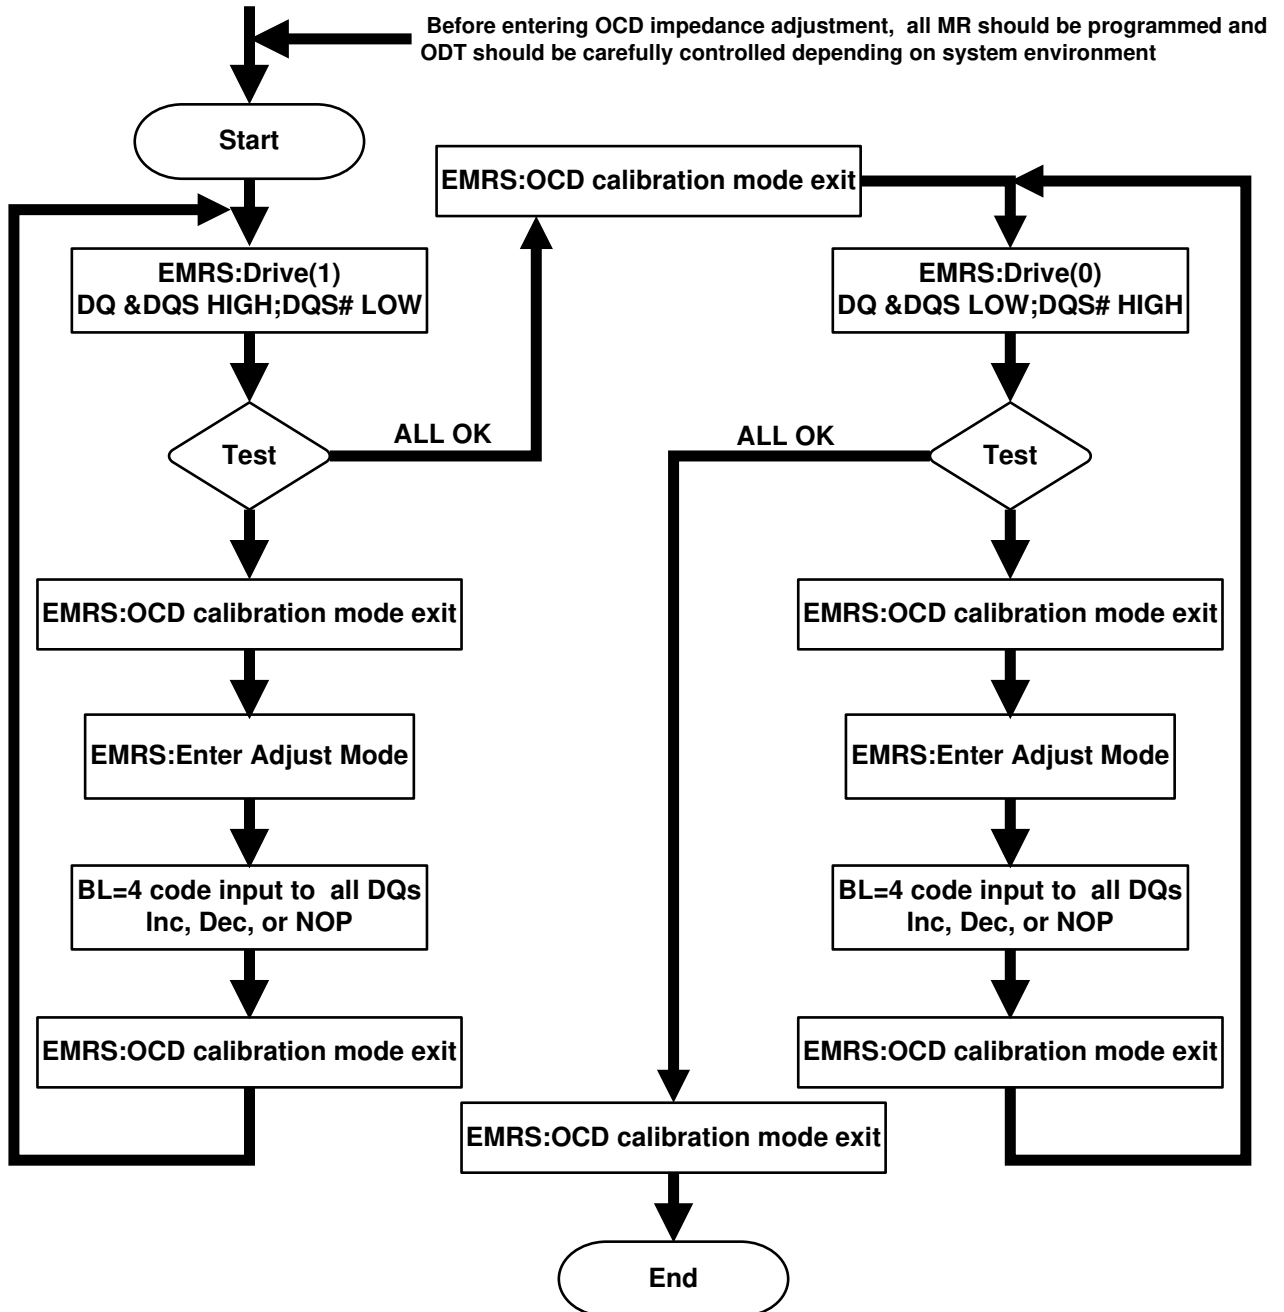 Before entering OCD impedance adjustment, all MR should be programmed and
ODT should be carefully controlled depending on system environment
Start
EMRS:OCD calibration mode exit
EMRS:Drive(1)
DQ &DQS HIGH;DQS# LOW
EMRS:Drive(0)
DQ &DQS LOW;DQS# HIGH
Test
ALL OK
ALL OK
Test
EMRS:OCD calibration mode exit
EMRS:OCD calibration mode exit
EMRS:Enter Adjust Mode
EMRS:Enter Adjust Mode
BL=4 code input to all DQs
Inc, Dec, or NOP
BL=4 code input to all DQs
Inc, Dec, or NOP
EMRS:OCD calibration mode exit
EMRS:OCD calibration mode exit
EMRS:OCD calibration mode exit
End